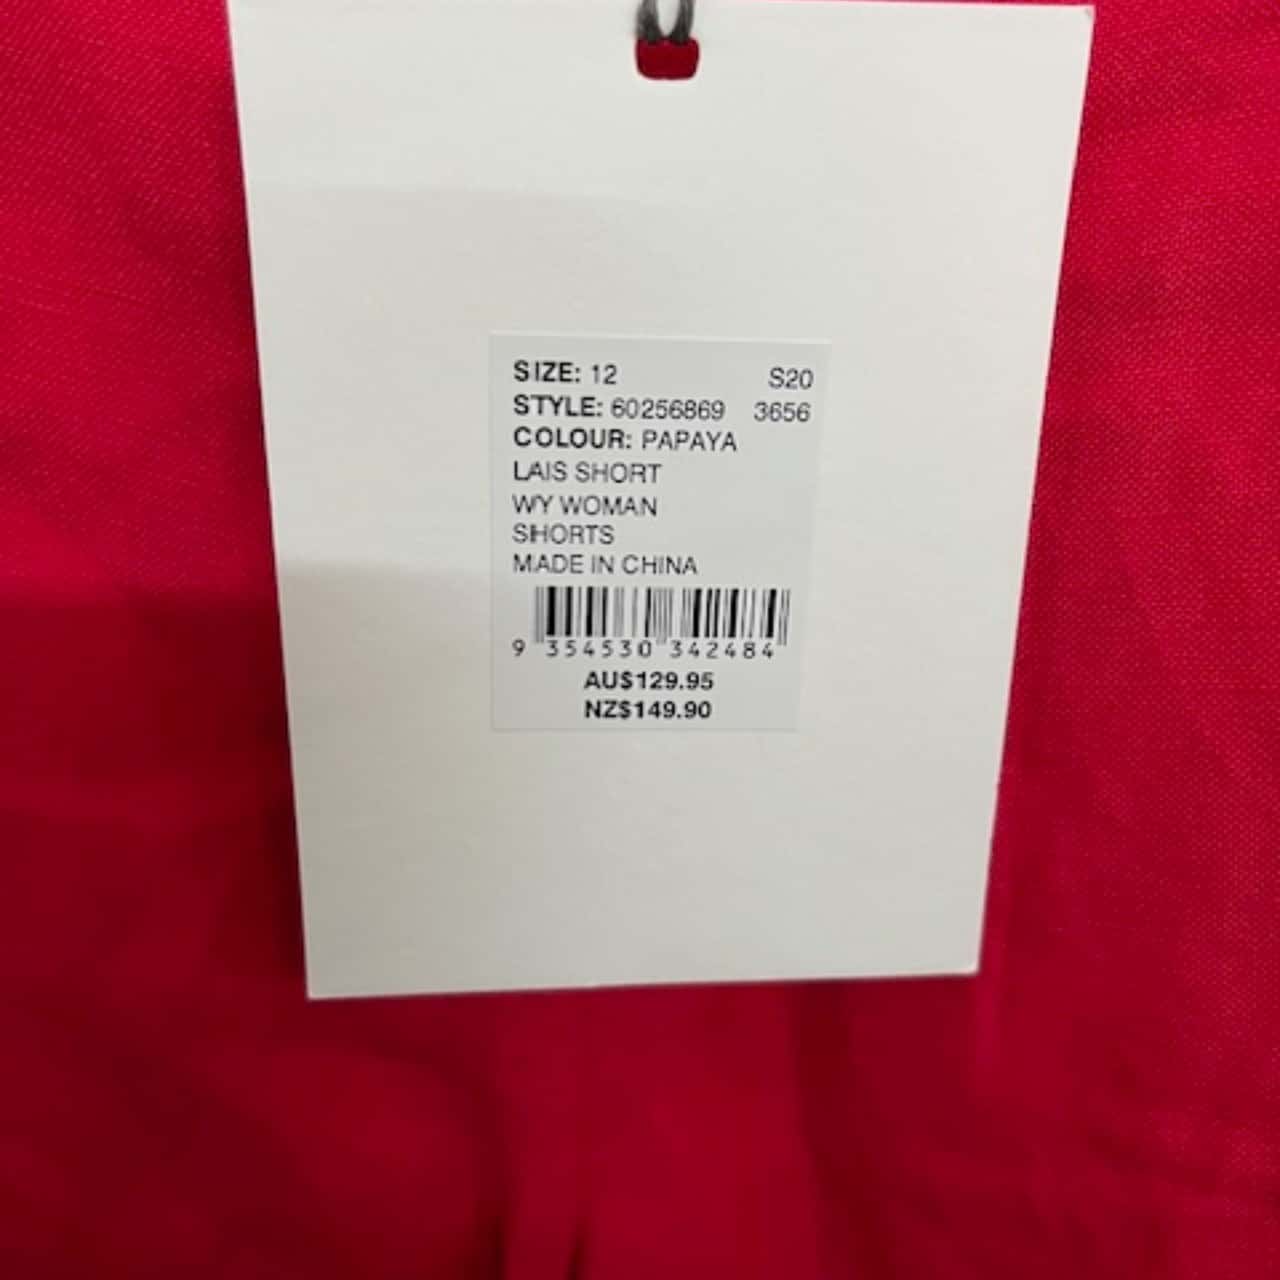 SIZE: 12 S20
STYLE: 60256869 3656
COLOUR: PAPAYA
LAIS SHORT
WY WOMAN
SHORTS
MADE IN CHINA
9 354530 342484
AU$129.95
NZ$149.90